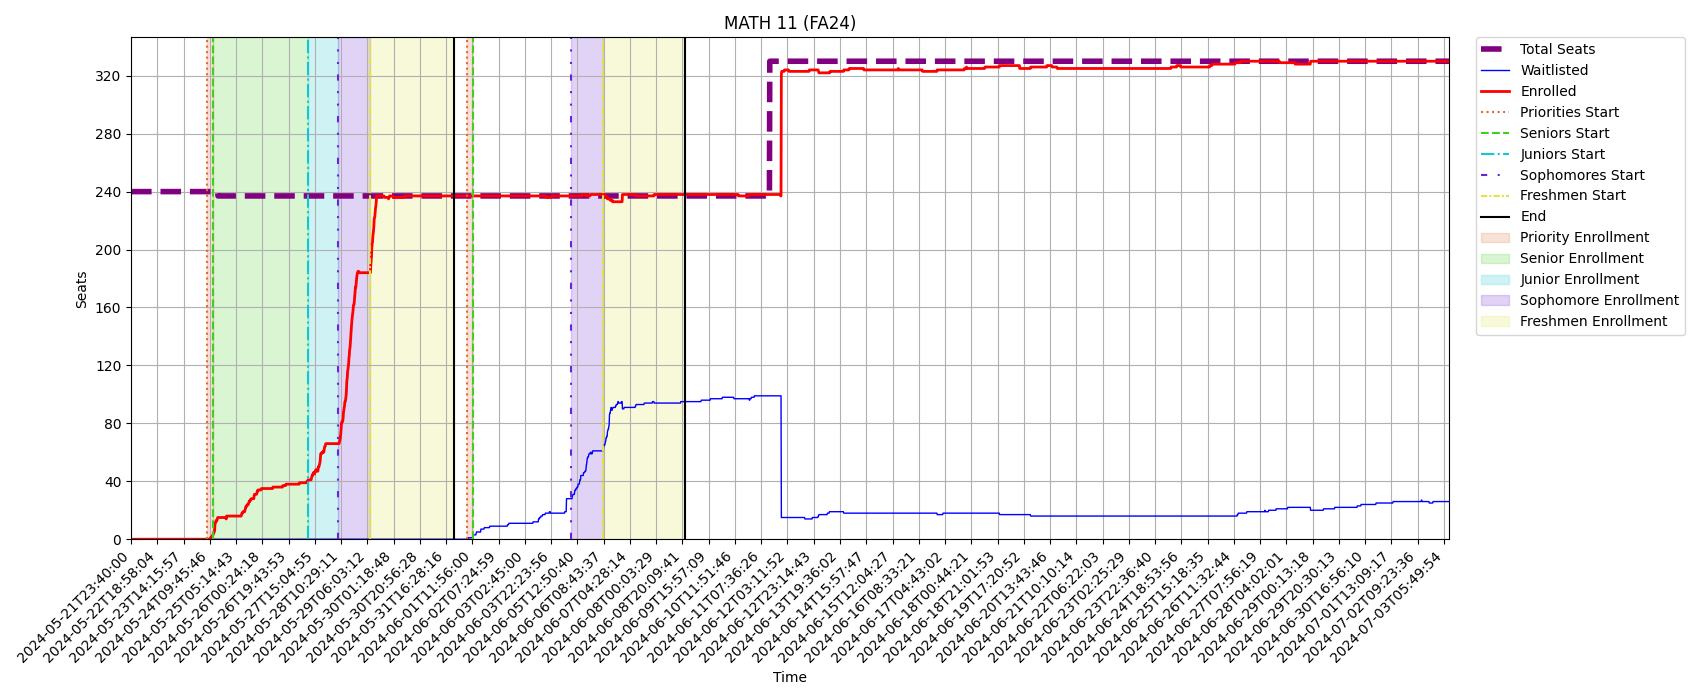 MATH 11 (FA24)
Seats
320
280
240
200
160
120
80
40
0
2024-05-21T23:40:00
2024-05-22T18:58:04
2024-05-23T14:15:57
2024-05-24T09:45:46
2024-05-25T05:14:43
2024-05-26T00:24:18
2024-05-26T19:43:53
2024-05-27T15:04:55
2024-05-28T10:29:11
2024-05-29T06:03:12
2024-05-30T01:18:48
2024-05-30T20:56:28
2024-05-31T16:28:16
2024-06-01T11:56:00
2024-06-02T07:24:59
2024-06-03T02:45:00
2024-06-03T22:23:56
2024-06-05T12:50:40
2024-06-06T08:43:37
2024-06-07T04:28:14
2024-06-08T00:03:29
2024-06-08T20:09:41
2024-06-09T15:57:09
2024-06-10T11:51:46
2024-06-11T07:36:26
2024-06-12T03:11:52
2024-06-12T23:14:43
2024-06-13T19:36:02
2024-06-14T15:57:47
2024-06-15T12:04:27
2024-06-16T08:33:21
2024-06-17T04:43:02
2024-06-18T00:44:21
2024-06-18T21:01:53
2024-06-19T17:20:52
2024-06-20T13:43:46
2024-06-21T10:10:14
2024-06-22T06:22:03
2024-06-23T02:25:29
2024-06-23T22:36:40
2024-06-24T18:53:56
2024-06-25T15:18:35
2024-06-26T11:32:44
2024-06-27T07:56:19
2024-06-28T04:02:01
2024-06-29T00:13:18
2024-06-29T20:30:13
2024-06-30T16:56:10
2024-07-01T13:09:17
2024-07-02T09:23:36
2024-07-03T05:49:54
Time
Total Seats
Waitlisted
Enrolled
Priorities Start
Seniors Start
Juniors Start
Sophomores Start
Freshmen Start
End
Priority Enrollment
Senior Enrollment
Junior Enrollment
Sophomore Enrollment
Freshmen Enrollment